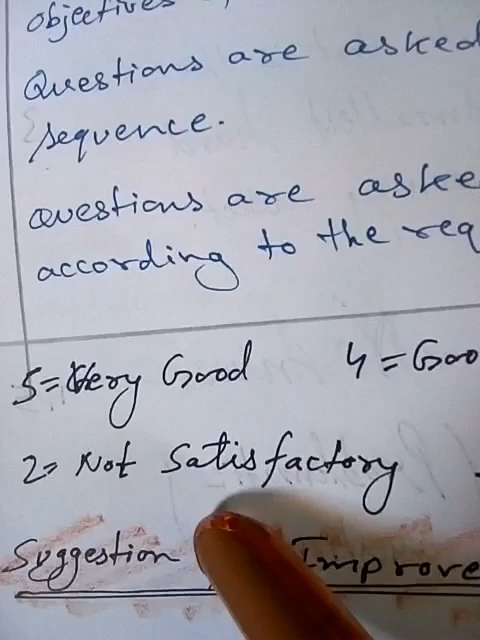 objectives
Questions are asked
sequence.
Questions are aske
according to the req
5=Very Good 4=Goo
2= Not Satisfactory
Suggestion Improve